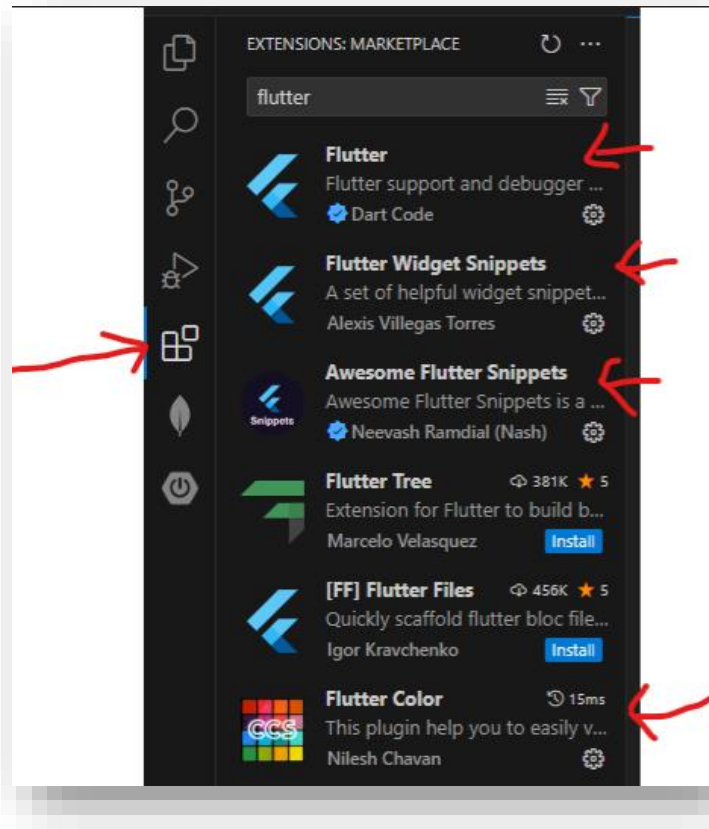 EXTENSIONS: MARKETPLACE
flutter
Flutter
Flutter support and debugger ...
Dart Code
Flutter Widget Snippets
A set of helpful widget snippet...
Alexis Villegas Torres
Awesome Flutter Snippets
Awesome Flutter Snippets is a ...
Snippets
Neevash Ramdial (Nash)
Flutter Tree 381K ★ 5
Extension for Flutter to build b...
Marcelo Velasquez Install
[FF] Flutter Files 456K ★ 5
Quickly scaffold flutter bloc file...
Igor Kravchenko Install
Flutter Color 15ms
CCS This plugin help you to easily v...
Nilesh Chavan